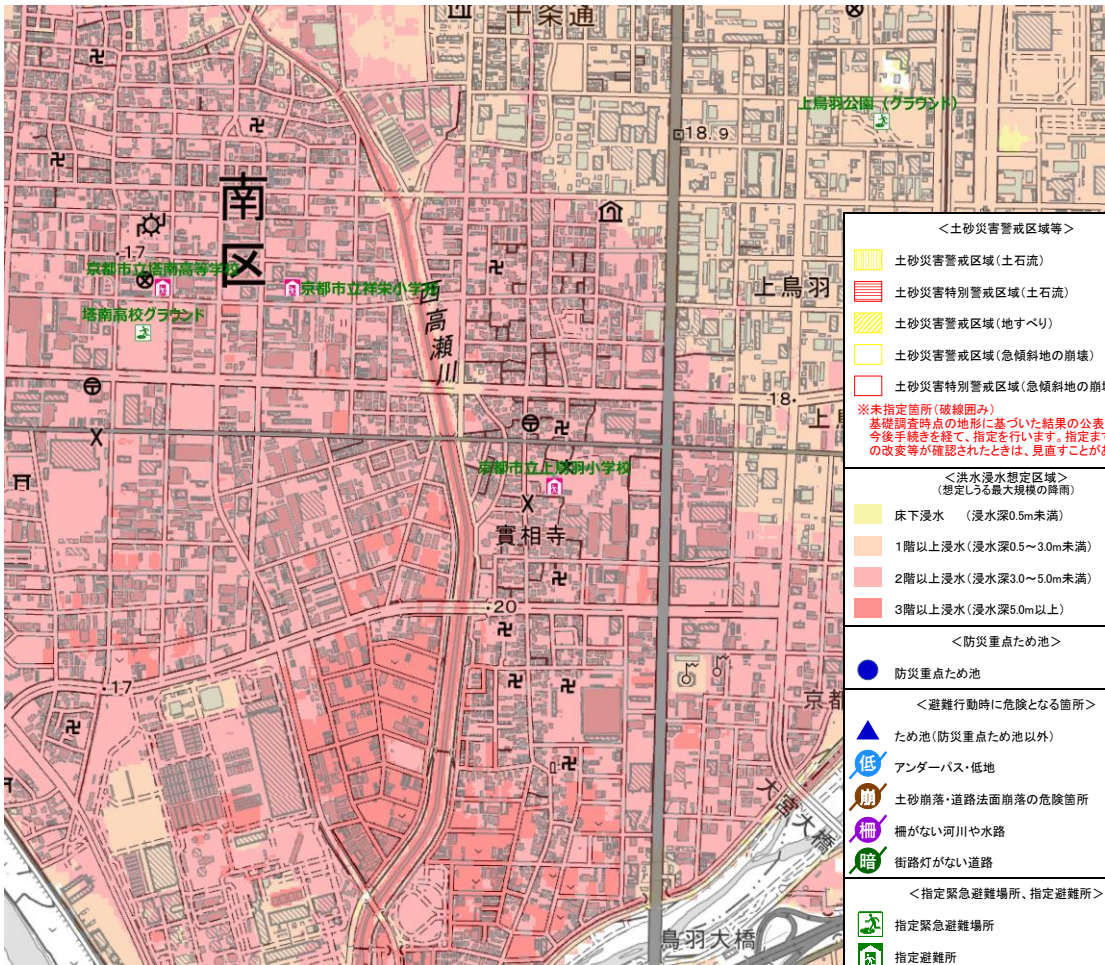 十条通
上鳥羽公園（グラウンド）
18.9
南区
17
京都市立塔南高等学校
京都市立祥栄小学校
塔南高校グラウンド
西高瀬川
上鳥羽
18
京都市立上鳥羽小学校
實相寺
20
17
京都
大宮大橋
鳥羽大橋
＜土砂災害警戒区域等＞
土砂災害警戒区域（土石流）
土砂災害特別警戒区域（土石流）
土砂災害警戒区域（地すべり）
土砂災害警戒区域（急傾斜地の崩壊）
土砂災害特別警戒区域（急傾斜地の崩壊
※未指定箇所（破線囲み）
基礎調査時点の地形に基づいた結果の公表
今後手続きを経て、指定を行います。指定ま
の改変等が確認されたときは、見直すことが
＜洪水浸水想定区域＞
（想定しうる最大規模の降雨）
床下浸水　（浸水深0.5m未満）
1階以上浸水（浸水深0.5～3.0m未満）
2階以上浸水（浸水深3.0～5.0m未満）
3階以上浸水（浸水深5.0m以上）
＜防災重点ため池＞
防災重点ため池
＜避難行動時に危険となる箇所＞
ため池（防災重点ため池以外）
低 アンダーパス・低地
崩 土砂崩落・道路法面崩落の危険箇所
柵 柵がない河川や水路
暗 街路灯がない道路
＜指定緊急避難場所、指定避難所＞
指定緊急避難場所
指定避難所